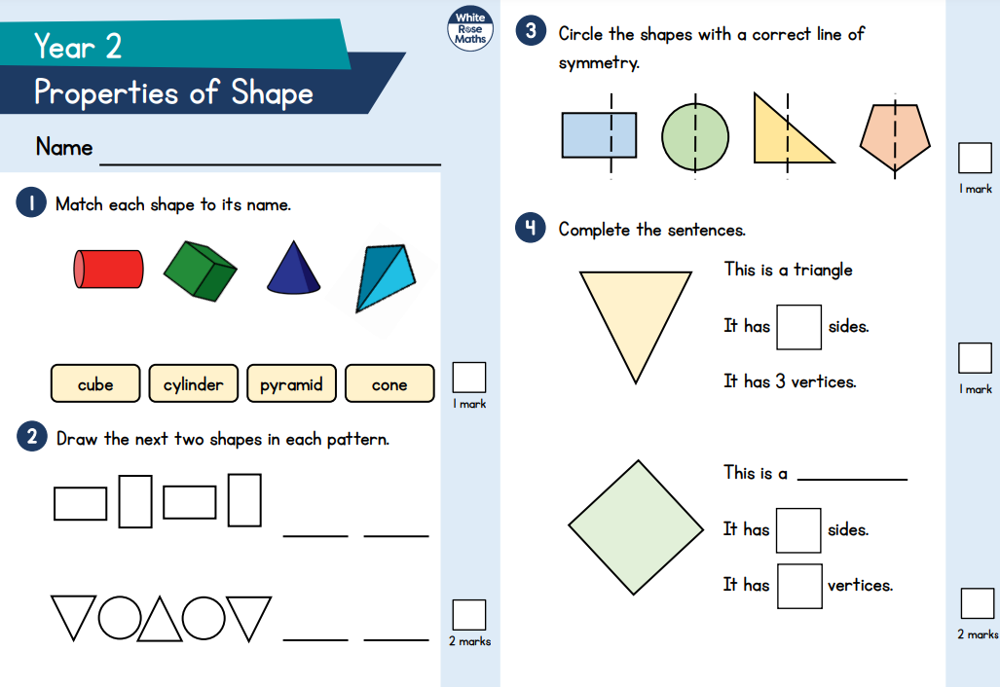 Year 2
Properties of Shape
White
Rose
Maths
Name
1 Match each shape to its name.
cube cylinder pyramid cone
1 mark
2 Draw the next two shapes in each pattern.
2 marks
3 Circle the shapes with a correct line of
symmetry.
1 mark
4 Complete the sentences.
This is a triangle
It has sides.
It has 3 vertices.
1 mark
This is a
It has sides.
It has vertices.
2 marks